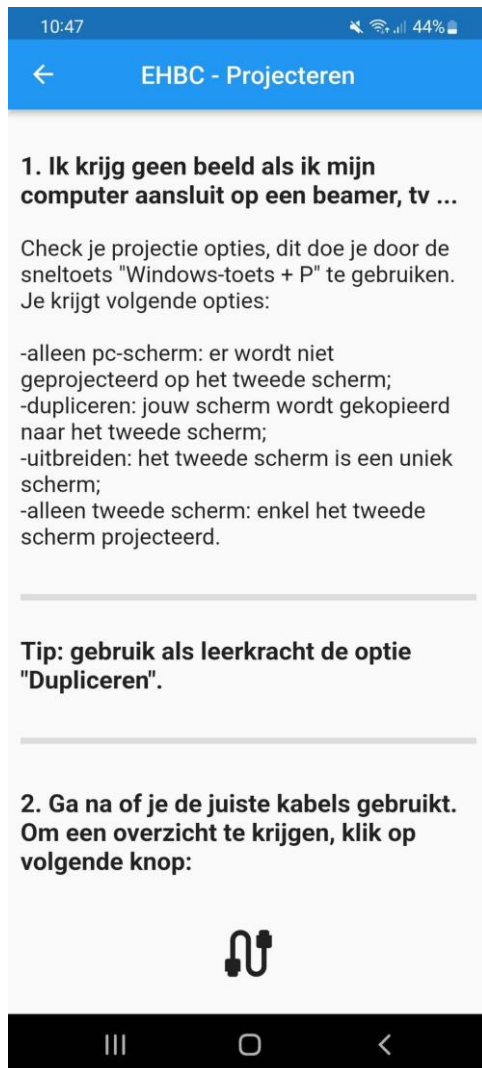 10:47 44%
EHBC - Projecteren
1. Ik krijg geen beeld als ik mijn
computer aansluit op een beamer, tv ...
Check je projectie opties, dit doe je door de
sneltoets "Windows-toets + P" te gebruiken.
Je krijgt volgende opties:
-alleen pc-scherm: er wordt niet
geprojecteerd op het tweede scherm;
-dupliceren: jouw scherm wordt gekopieerd
naar het tweede scherm;
-uitbreiden: het tweede scherm is een uniek
scherm;
-alleen tweede scherm: enkel het tweede
scherm projecteerd.
Tip: gebruik als leerkracht de optie
"Dupliceren".
2. Ga na of je de juiste kabels gebruikt.
Om een overzicht te krijgen, klik op
volgende knop: